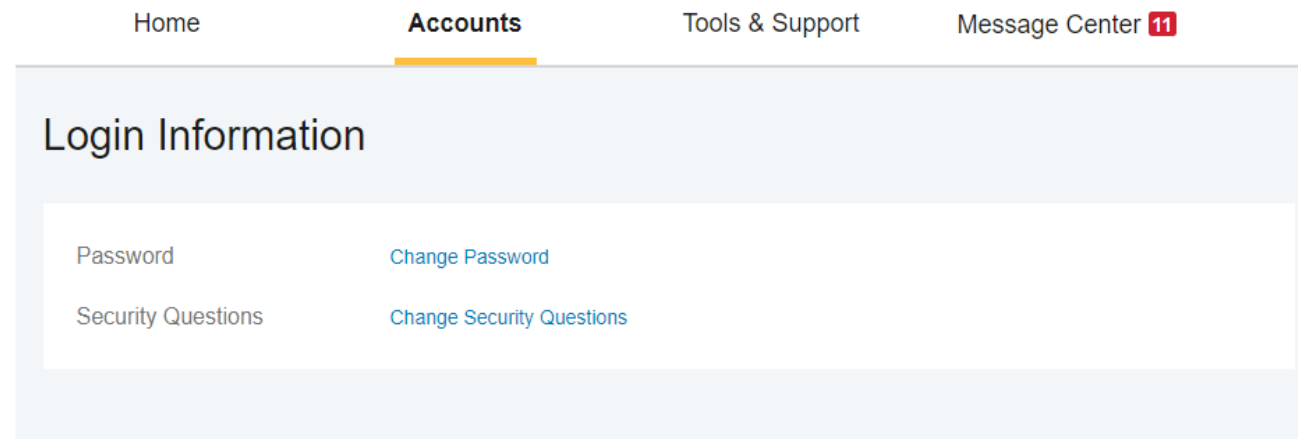 Home Accounts Tools & Support Message Center 11
Login Information
Password Change Password
Security Questions Change Security Questions